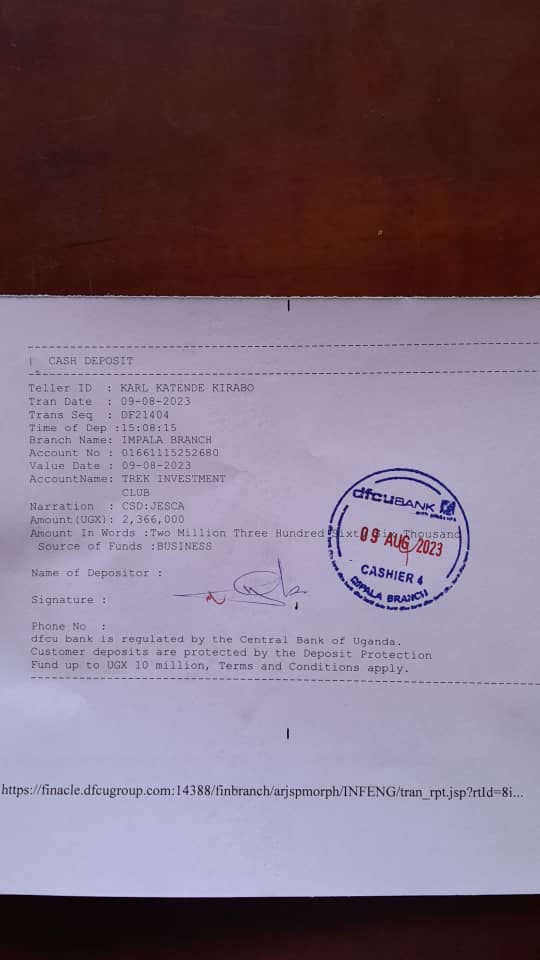 CASH DEPOSIT
Teller ID : KARL KATENDE KIRABO
Tran Date : 09-08-2023
Trans Seq : DF21404
Time of Dep :15:08:15
Branch Name: IMPALA BRANCH
Account No : 01661115252680
Value Date : 09-08-2023
AccountName: TREK INVESTMENT
CLUB
Narration : CSD:JESCA
Amount(UGX): 2,366,000
Amount In Words :Two Million Three Hundred Sixty Six Thousand
Source of Funds :BUSINESS
Name of Depositor :
Signature :
Phone No :
dfcu bank is regulated by the Central Bank of Uganda.
Customer deposits are protected by the Deposit Protection
Fund up to UGX 10 million, Terms and Conditions apply.
dfcu BANK
09 AUG 2023
CASHIER 4
IMPALA BRANCH
https://finacle.dfcugroup.com:14388/finbranch/arjspmorph/INFENG/tran_rpt.jsp?rtId=8i...